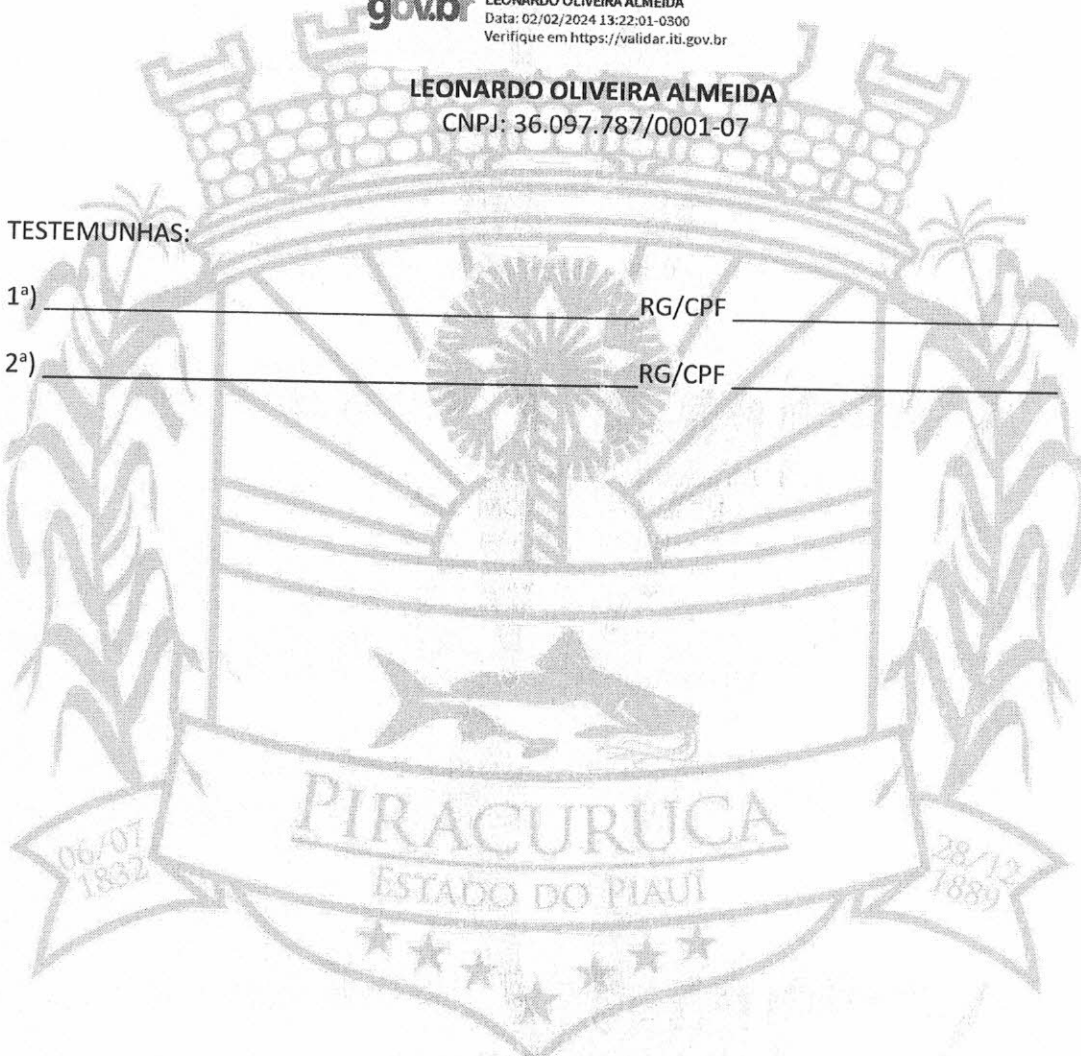 gov.br
LEONARDO OLIVEIRA ALMEIDA
Data: 02/02/2024 13:22:01-0300
Verifique em https://validar.iti.gov.br
LEONARDO OLIVEIRA ALMEIDA
CNPJ: 36.097.787/0001-07
TESTEMUNHAS:
1ª) RG/CPF
2ª) RG/CPF
PIRACURUCA
ESTADO DO PIAUÍ
06/07
1832
28/12
1889